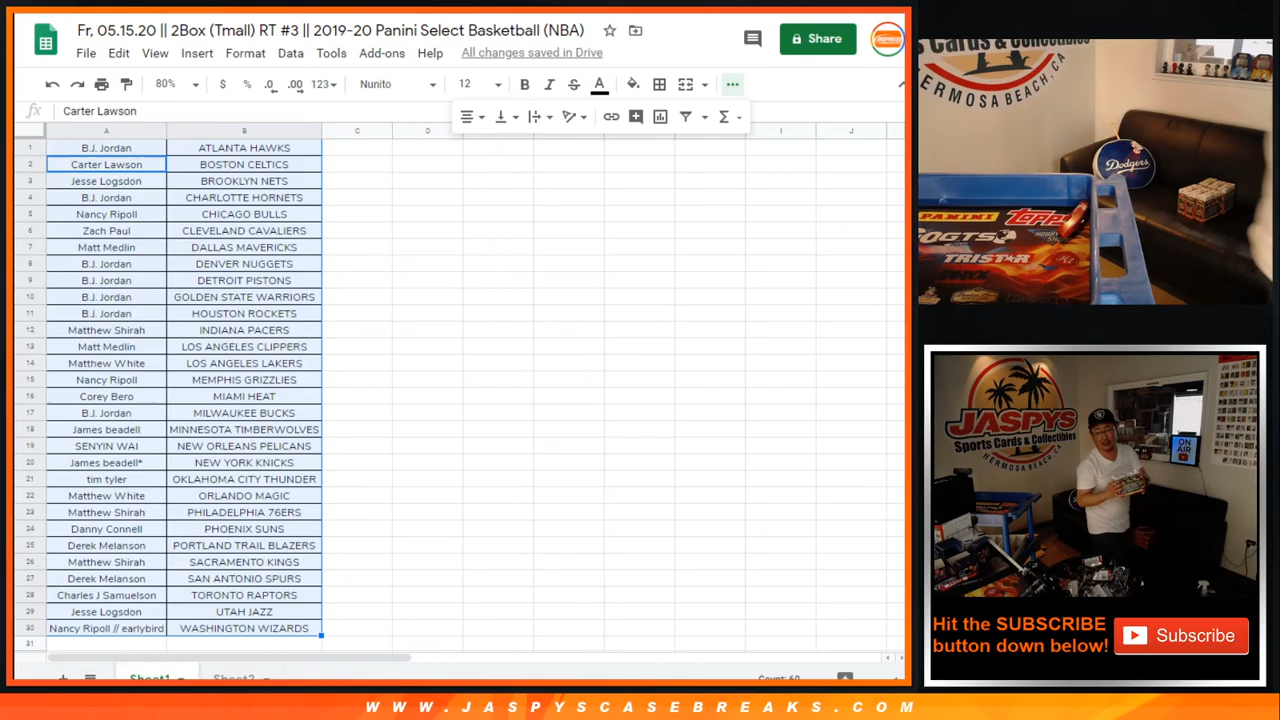 Fr, 05.15.20 || 2Box (Tmall) RT #3 || 2019-20 Panini Select Basketball (NBA)
File Edit View Insert Format Data Tools Add-ons Help All changes saved in Drive
Share
80% $ % .0 .00 123 Nunito 12 B I S A
fx Carter Lawson
A B C D E F G H I J
1 B.J. Jordan ATLANTA HAWKS
2 Carter Lawson BOSTON CELTICS
3 Jesse Logsdon BROOKLYN NETS
4 B.J. Jordan CHARLOTTE HORNETS
5 Nancy Ripoll CHICAGO BULLS
6 Zach Paul CLEVELAND CAVALIERS
7 Matt Medlin DALLAS MAVERICKS
8 B.J. Jordan DENVER NUGGETS
9 B.J. Jordan DETROIT PISTONS
10 B.J. Jordan GOLDEN STATE WARRIORS
11 B.J. Jordan HOUSTON ROCKETS
12 Matthew Shirah INDIANA PACERS
13 Matt Medlin LOS ANGELES CLIPPERS
14 Matthew White LOS ANGELES LAKERS
15 Nancy Ripoll MEMPHIS GRIZZLIES
16 Corey Bero MIAMI HEAT
17 B.J. Jordan MILWAUKEE BUCKS
18 James beadell MINNESOTA TIMBERWOLVES
19 SENYIN WAI NEW ORLEANS PELICANS
20 James beadell* NEW YORK KNICKS
21 tim tyler OKLAHOMA CITY THUNDER
22 Matthew White ORLANDO MAGIC
23 Matthew Shirah PHILADELPHIA 76ERS
24 Danny Connell PHOENIX SUNS
25 Derek Melanson PORTLAND TRAIL BLAZERS
26 Matthew Shirah SACRAMENTO KINGS
27 Derek Melanson SAN ANTONIO SPURS
28 Charles J Samuelson TORONTO RAPTORS
29 Jesse Logsdon UTAH JAZZ
30 Nancy Ripoll // earlybird WASHINGTON WIZARDS
31
Sheet1 Sheet2 Count: 60
s Cards & Collectibles
HERMOSA BEACH, CA
Dodgers
PANINI Topps
GTS
TRISTAR
JASPYS
Sports Cards & Collectibles
HERMOSA BEACH, CA
ON AIR
Hit the SUBSCRIBE
button down below!
Subscribe
WWW.JASPYSCASEBREAKS.COM